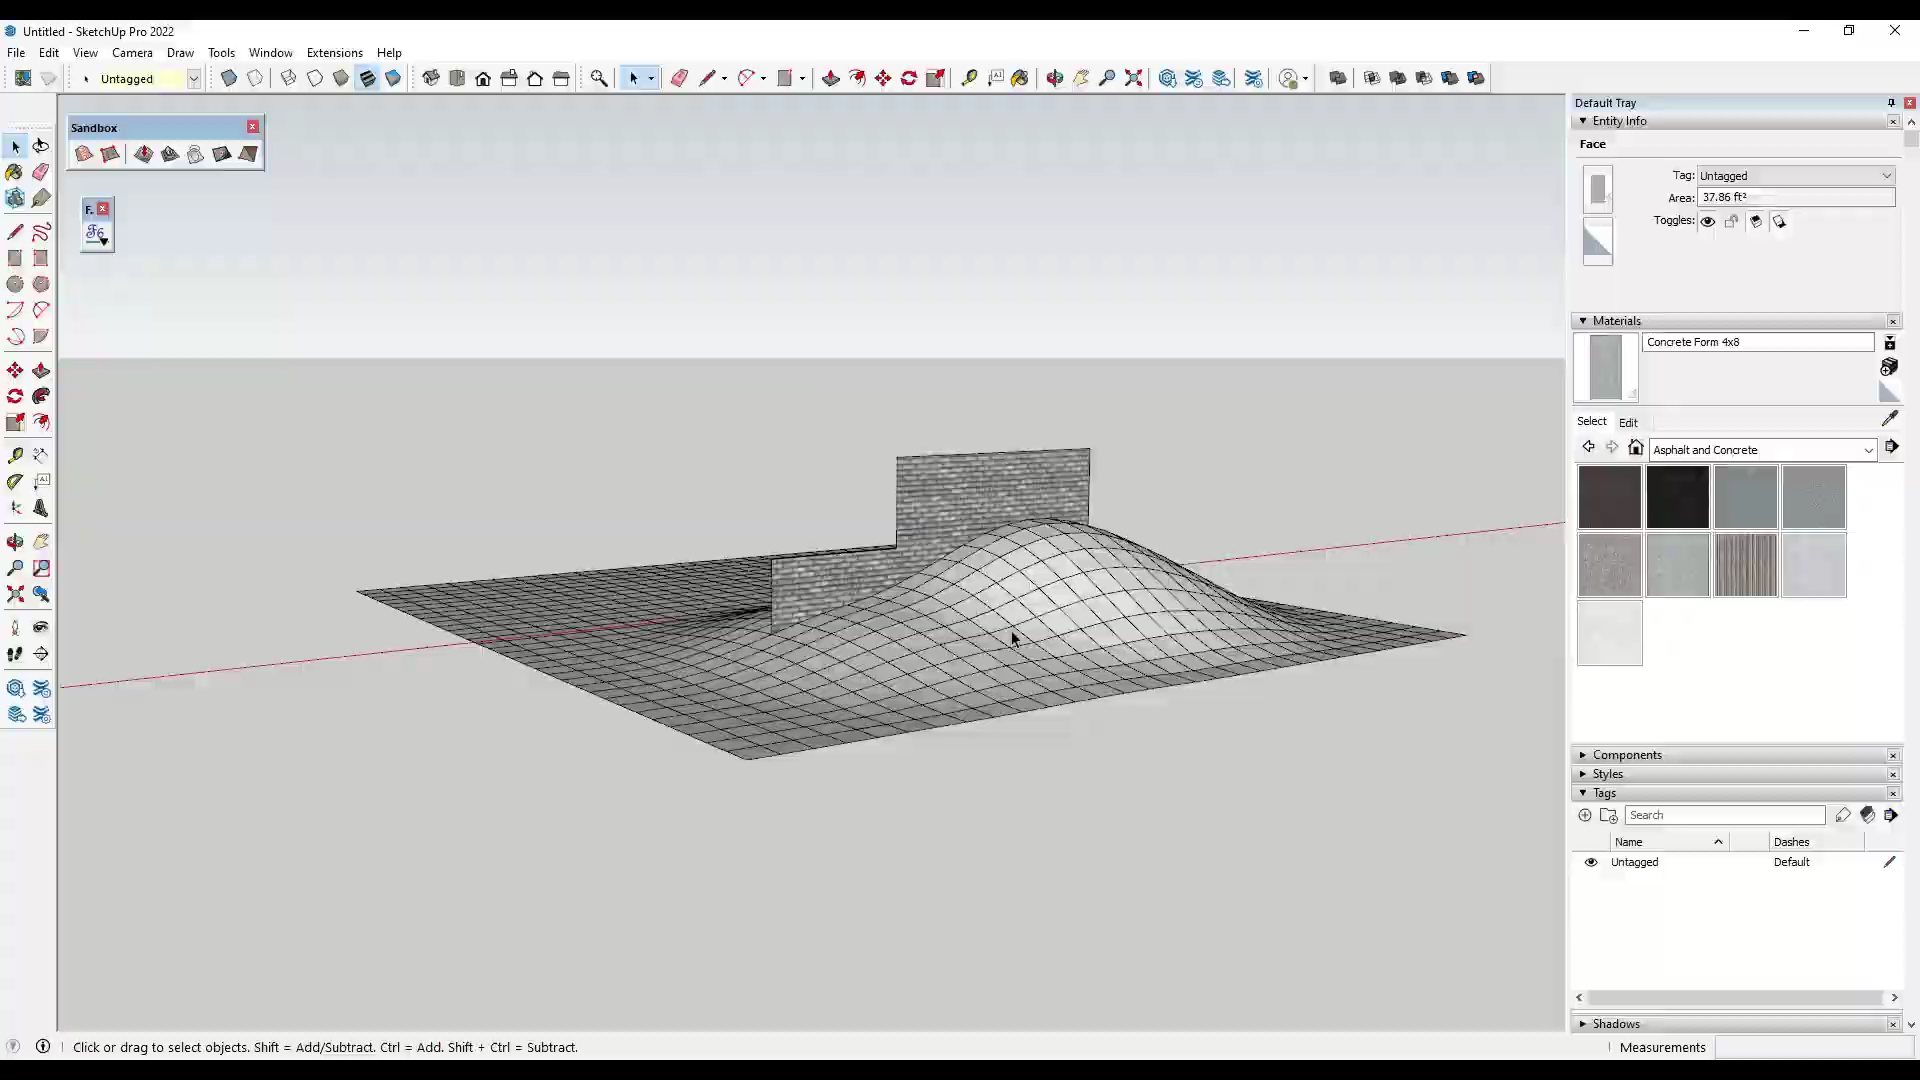 Untitled - SketchUp Pro 2022
File Edit View Camera Draw Tools Window Extensions Help
Untagged
Default Tray
Entity Info
Sandbox
Face
Tag: Untagged
Area: 37.86 ft²
F.
Toggles:
Materials
Concrete Form 4x8
Select Edit
Asphalt and Concrete
Components
Styles
Tags
Search
Name Dashes
Untagged Default
Shadows
Click or drag to select objects. Shift = Add/Subtract. Ctrl = Add. Shift + Ctrl = Subtract.
Measurements